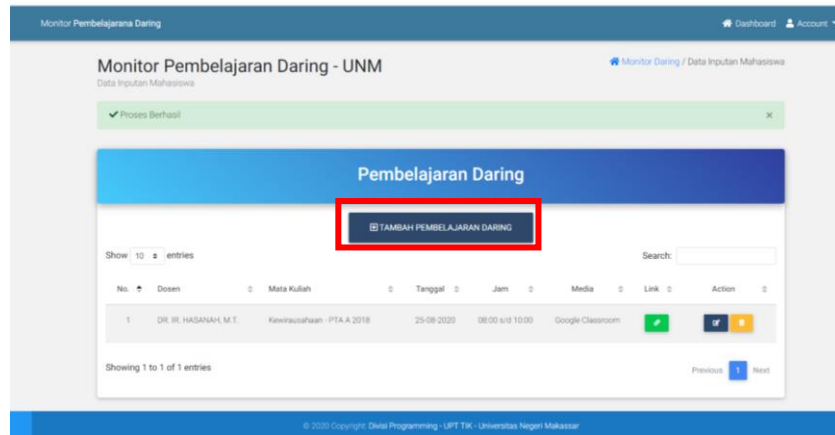 Monitor Pembelajarana Daring Dashboard Account
Monitor Pembelajaran Daring - UNM Monitor Daring / Data Inputan Mahasiswa
Data Inputan Mahasiswa
Proses Berhasil ×
Pembelajaran Daring
TAMBAH PEMBELAJARAN DARING
Show 10 entries Search:
No. Dosen Mata Kuliah Tanggal Jam Media Link Action
1 DR. IR. HASANAH, M.T. Kewirausahaan - PTA A 2018 25-08-2020 08:00 s/d 10:00 Google Classroom
Showing 1 to 1 of 1 entries Previous 1 Next
© 2020 Copyright: Divisi Programming - UPT TIK - Universitas Negeri Makassar